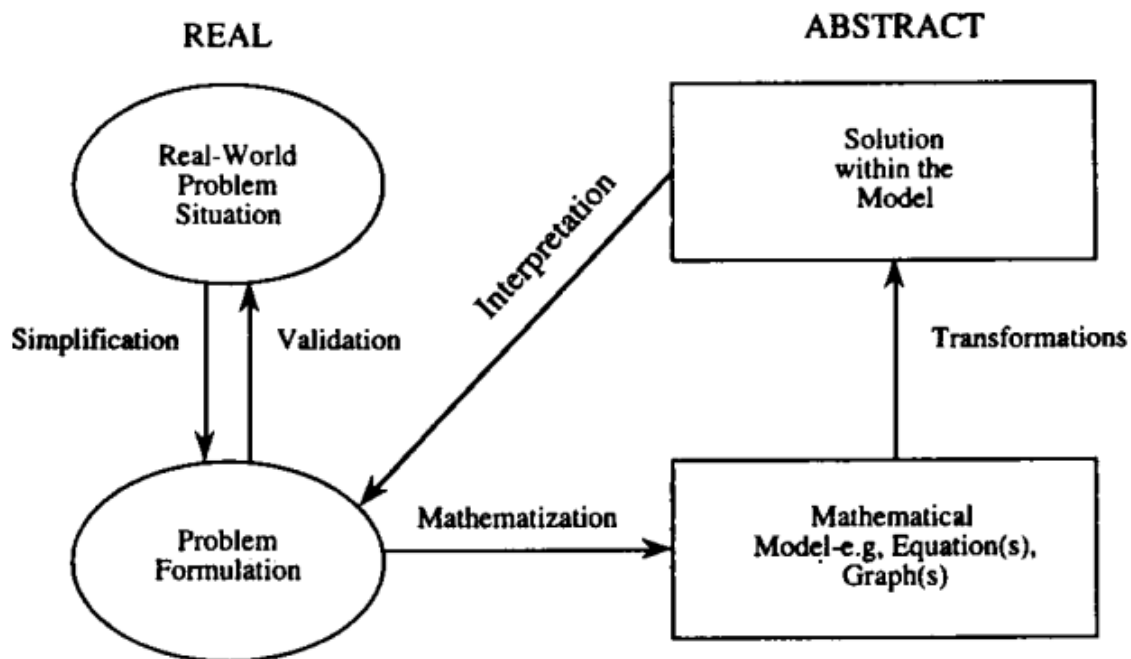 REAL
ABSTRACT
Real-World
Problem
Situation
Solution
within the
Model
Interpretation
Simplification
Validation
Transformations
Problem
Formulation
Mathematization
Mathematical
Model-e.g, Equation(s),
Graph(s)